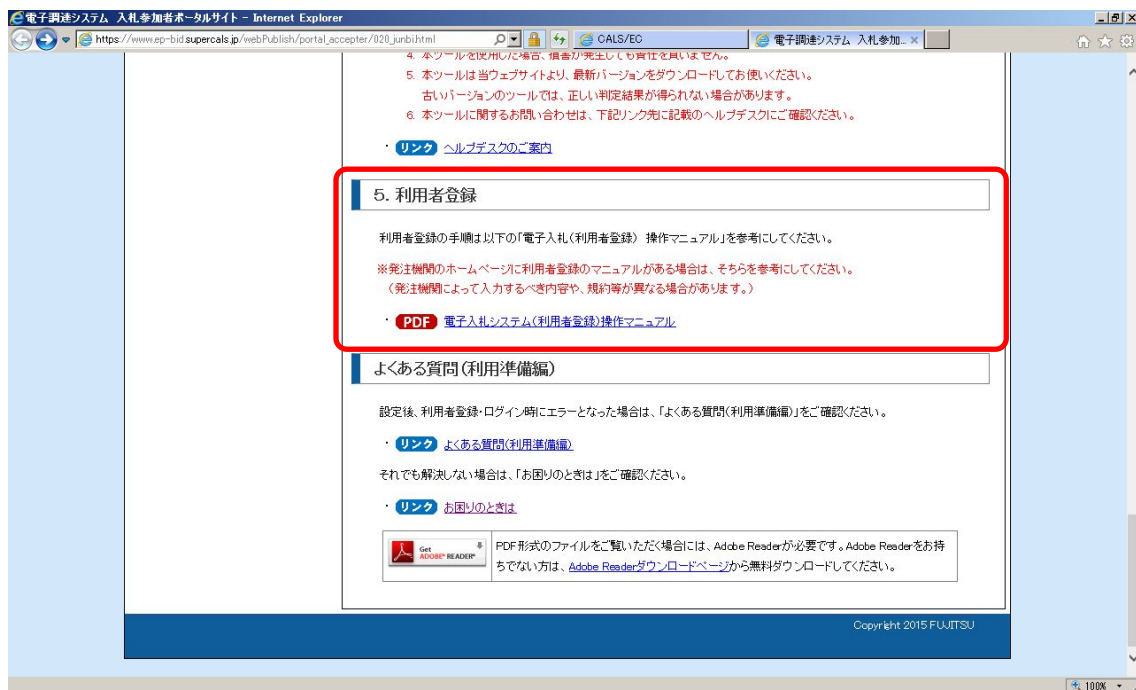 電子調達システム 入札参加者ポータルサイト - Internet Explorer
https://www.ep-bid.supercals.jp/webPublish/portal_accepter/020_junbi.html
CALS/EC
電子調達システム 入札参加...
4. 本ツールを使用した場合、損害が発生しても責任を負いません。
5. 本ツールは当ウェブサイトより、最新バージョンをダウンロードしてお使いください。
古いバージョンのツールでは、正しい判定結果が得られない場合があります。
6. 本ツールに関するお問い合わせは、下記リンク先に記載のヘルプデスクにご確認ください。
・ リンク ヘルプデスクのご案内
5. 利用者登録
利用者登録の手順は以下の「電子入札(利用者登録) 操作マニュアル」を参考にしてください。
※発注機関のホームページに利用者登録のマニュアルがある場合は、そちらを参考にしてください。
(発注機関によって入力するべき内容や、規約等が異なる場合があります。)
・ PDF 電子入札システム(利用者登録)操作マニュアル
よくある質問(利用準備編)
設定後、利用者登録・ログイン時にエラーとなった場合は、「よくある質問(利用準備編)」をご確認ください。
・ リンク よくある質問(利用準備編)
それでも解決しない場合は、「お困りのときは」をご確認ください。
・ リンク お困りのときは
Get ADOBE® READER®
PDF形式のファイルをご覧いただく場合には、Adobe Readerが必要です。Adobe Readerをお持
ちでない方は、Adobe Readerダウンロードページから無料ダウンロードしてください。
Copyright 2015 FUJITSU
100%